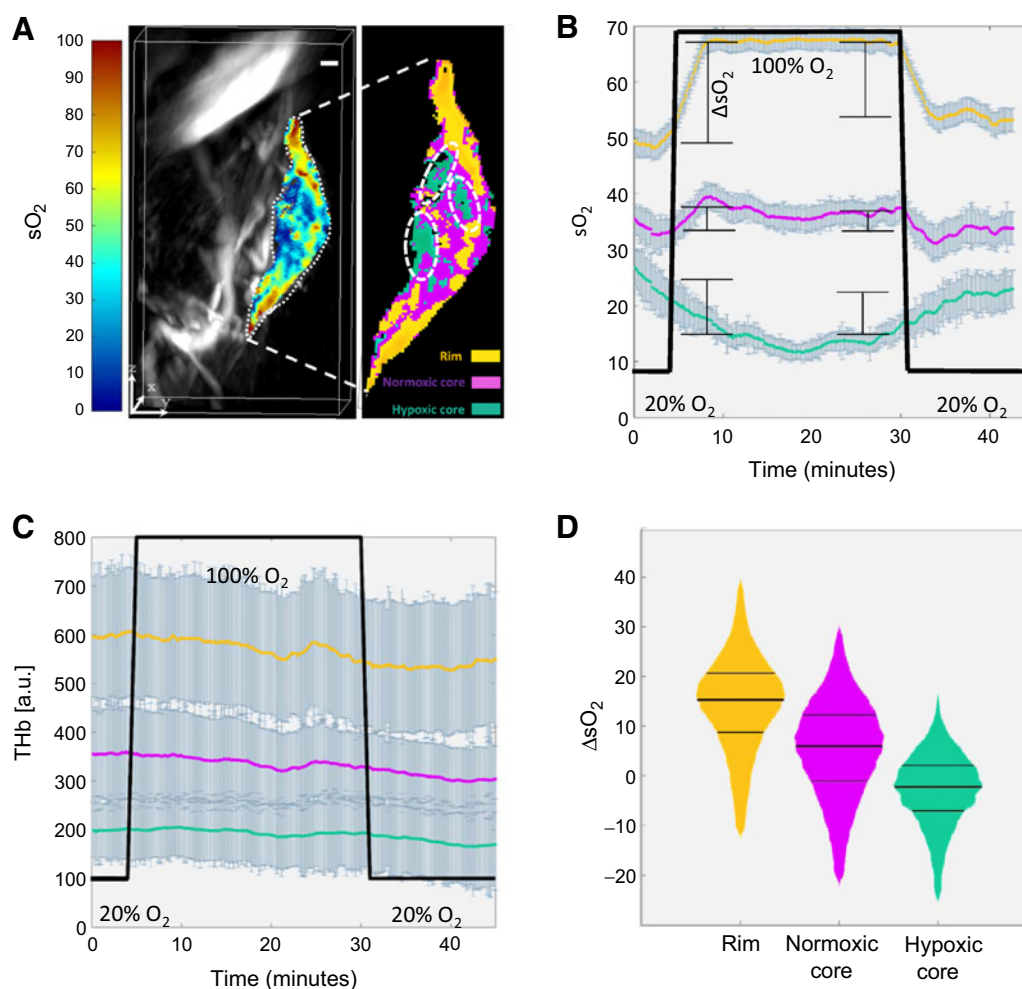 A
100
90
80
70
60
50
40
30
20
10
0
sO2
z
x
Y
Rim
Normoxic core
Hypoxic core
B
70
60
50
40
30
20
10
0
sO2
100% O2
ΔsO2
20% O2
20% O2
0 10 20 30 40
Time (minutes)
C
800
700
600
500
400
300
200
100
0
THb [a.u.]
100% O2
20% O2
20% O2
0 10 20 30 40
Time (minutes)
D
40
30
20
10
0
−10
−20
ΔsO2
Rim
Normoxic core
Hypoxic core